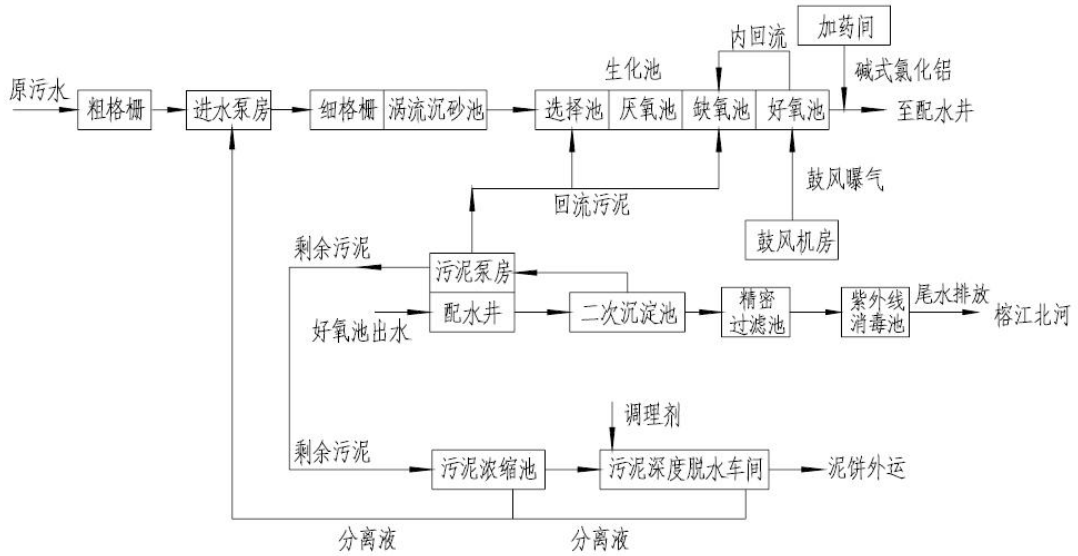 加药间
内回流
生化池
碱式氯化铝
原污水
粗格栅
进水泵房
细格栅
涡流沉砂池
选择池
厌氧池
缺氧池
好氧池
至配水井
鼓风曝气
回流污泥
鼓风机房
剩余污泥
污泥泵房
配水井
好氧池出水
二次沉淀池
精密
过滤池
紫外线
消毒池
尾水排放
榕江北河
调理剂
剩余污泥
污泥浓缩池
污泥深度脱水车间
泥饼外运
分离液
分离液